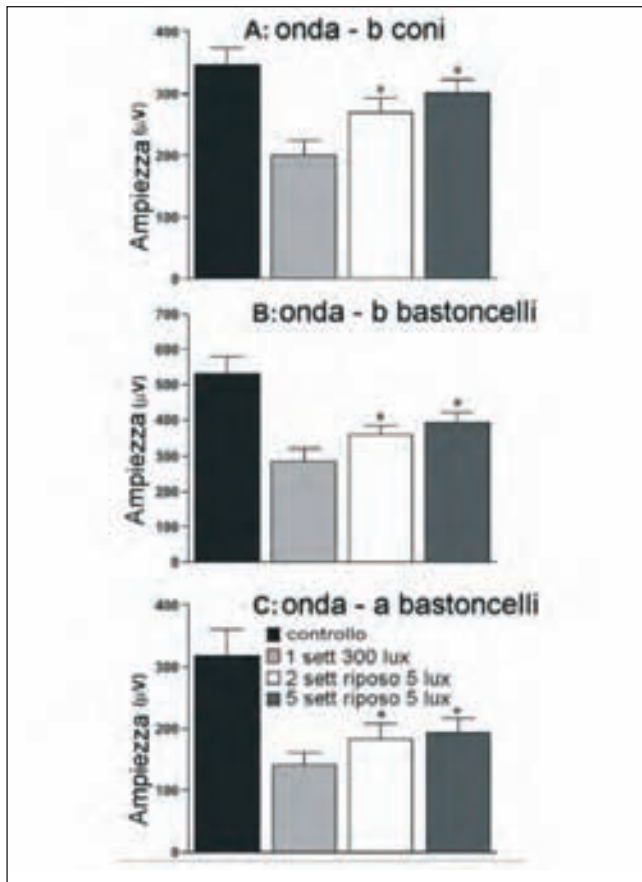 A: onda - b coni
Ampiezza (µV)
400
300
200
100
0
*
*
B: onda - b bastoncelli
Ampiezza (µV)
700
600
500
400
300
200
100
0
*
*
C: onda - a bastoncelli
Ampiezza (µV)
400
300
200
100
0
controllo
1 sett 300 lux
2 sett riposo 5 lux
5 sett riposo 5 lux
*
*